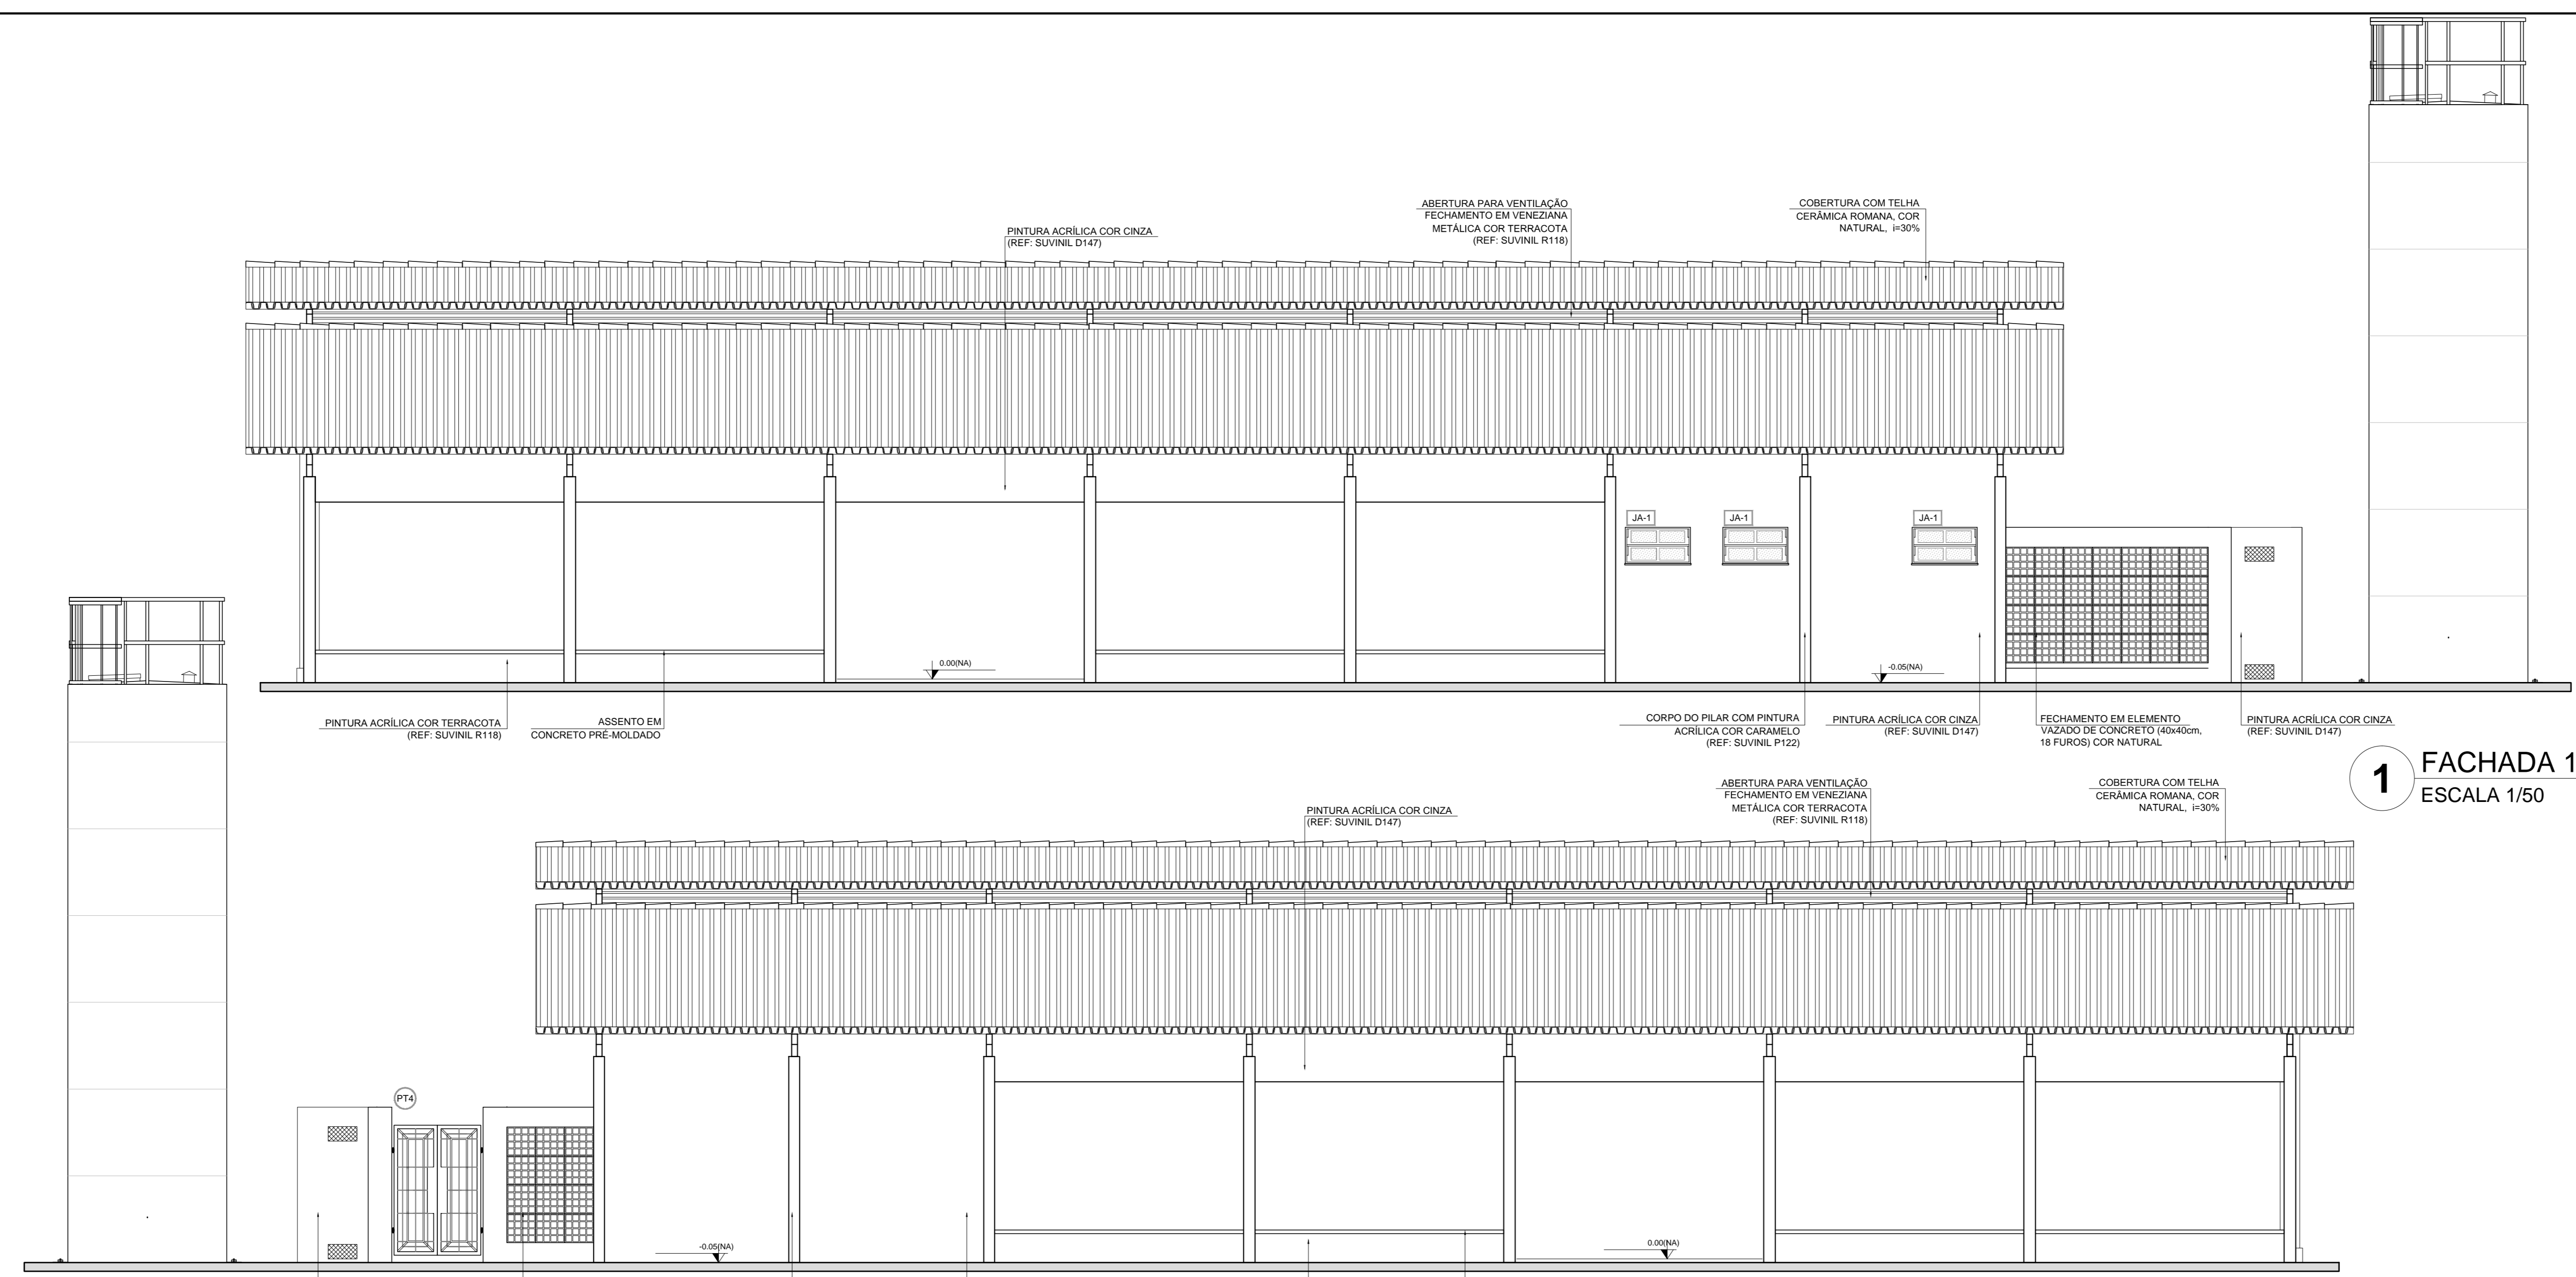 ABERTURA PARA VENTILAÇÃO
FECHAMENTO EM VENEZIANA
METÁLICA COR TERRACOTA
(REF: SUVINIL R118)
COBERTURA COM TELHA
CERÂMICA ROMANA, COR
NATURAL, i=30%
PINTURA ACRÍLICA COR CINZA
(REF: SUVINIL D147)
JA-1
JA-1
JA-1
0.00(NA)
-0.05(NA)
PINTURA ACRÍLICA COR TERRACOTA
(REF: SUVINIL R118)
ASSENTO EM
CONCRETO PRÉ-MOLDADO
CORPO DO PILAR COM PINTURA
ACRÍLICA COR CARAMELO
(REF: SUVINIL P122)
PINTURA ACRÍLICA COR CINZA
(REF: SUVINIL D147)
FECHAMENTO EM ELEMENTO
VAZADO DE CONCRETO (40x40cm,
18 FUROS) COR NATURAL
PINTURA ACRÍLICA COR CINZA
(REF: SUVINIL D147)
1
FACHADA 1
ESCALA 1/50
PINTURA ACRÍLICA COR CINZA
(REF: SUVINIL D147)
ABERTURA PARA VENTILAÇÃO
FECHAMENTO EM VENEZIANA
METÁLICA COR TERRACOTA
(REF: SUVINIL R118)
COBERTURA COM TELHA
CERÂMICA ROMANA, COR
NATURAL, i=30%
PT4
-0.05(NA)
0.00(NA)